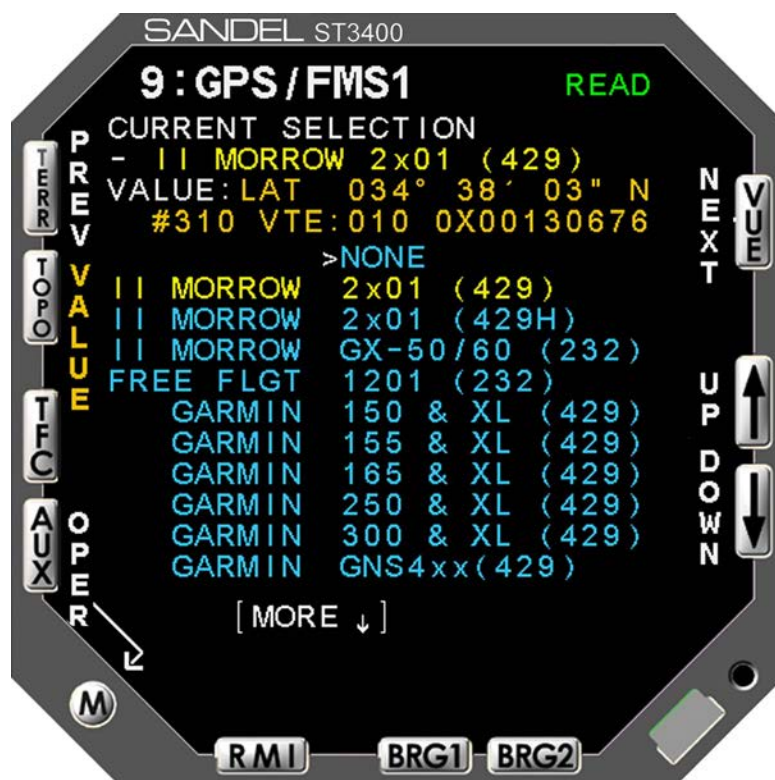 SANDEL ST3400
9:GPS/FMS1 READ
CURRENT SELECTION
- II MORROW 2x01 (429)
VALUE:LAT 034° 38′ 03" N
#310 VTE:010 0X00130676
>NONE
II MORROW 2x01 (429)
II MORROW 2x01 (429H)
II MORROW GX-50/60 (232)
FREE FLGT 1201 (232)
GARMIN 150 & XL (429)
GARMIN 155 & XL (429)
GARMIN 165 & XL (429)
GARMIN 250 & XL (429)
GARMIN 300 & XL (429)
GARMIN GNS4xx(429)
[MORE ↓]
TERR
TOPO
TFC
AUX
PREV VALUE
OPER
NEXT
VUE
UP DOWN
M
RMI BRG1 BRG2